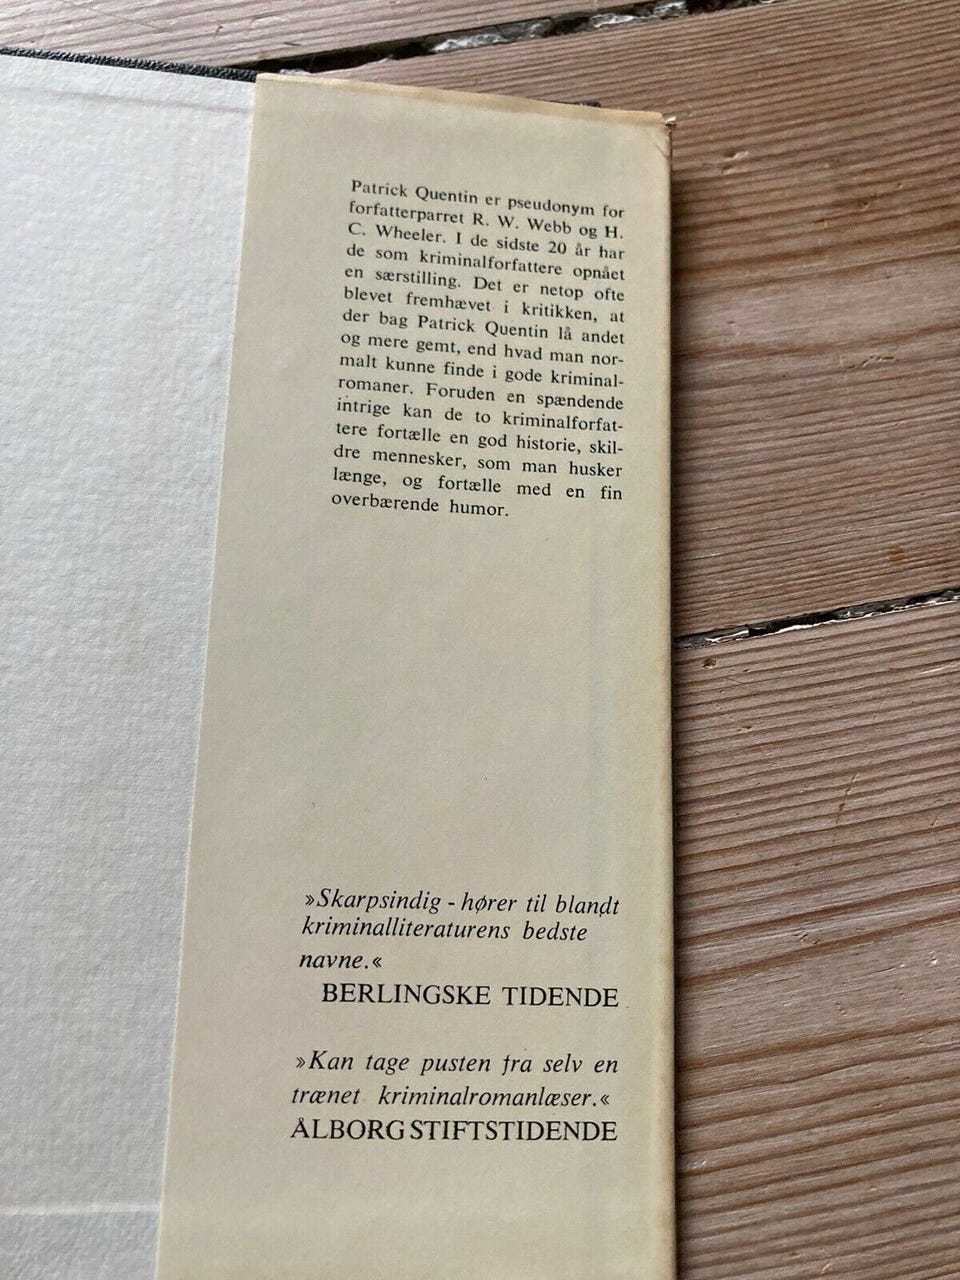 Patrick Quentin er pseudonym for
forfatterparret R. W. Webb og H.
C. Wheeler. I de sidste 20 år har
de som kriminalforfattere opnået
en særstilling. Det er netop ofte
blevet fremhævet i kritikken, at
der bag Patrick Quentin lå andet
og mere gemt, end hvad man nor-
malt kunne finde i gode kriminal-
romaner. Foruden en spændende
intrige kan de to kriminalforfat-
tere fortælle en god historie, skil-
dre mennesker, som man husker
længe, og fortælle med en fin
overbærende humor.
»Skarpsindig - hører til blandt
kriminalliteraturens bedste
navne.«
BERLINGSKE TIDENDE
»Kan tage pusten fra selv en
trænet kriminalromanlæser.«
ÅLBORG STIFTSTIDENDE